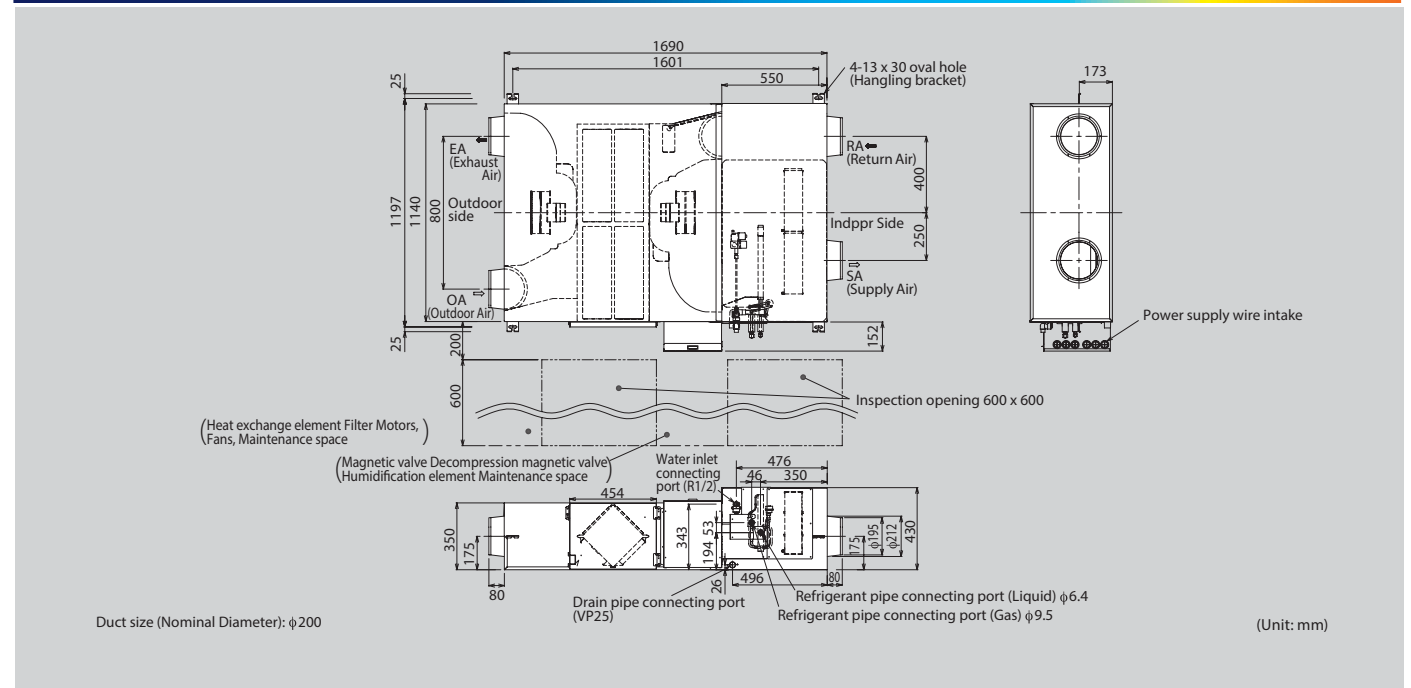 1690
1601
550
4-13 x 30 oval hole
(Hangling bracket)
173
25
EA
(Exhaust
Air)
RA
(Return Air)
1197
1140
800
400
Outdoor
side
Indppr Side
250
SA
(Supply Air)
OA
(Outdoor Air)
25
200
152
Power supply wire intake
600
Inspection opening 600 x 600
(Heat exchange element Filter Motors,
Fans, Maintenance space)
(Magnetic valve Decompression magnetic valve
Humidification element Maintenance space)
Water inlet
connecting
port (R1/2)
476
46
350
454
350
175
343
194
53
175
ϕ195
ϕ212
430
26
496
80
80
Drain pipe connecting port
(VP25)
Refrigerant pipe connecting port (Liquid) ϕ6.4
Refrigerant pipe connecting port (Gas) ϕ9.5
Duct size (Nominal Diameter): ϕ200
(Unit: mm)